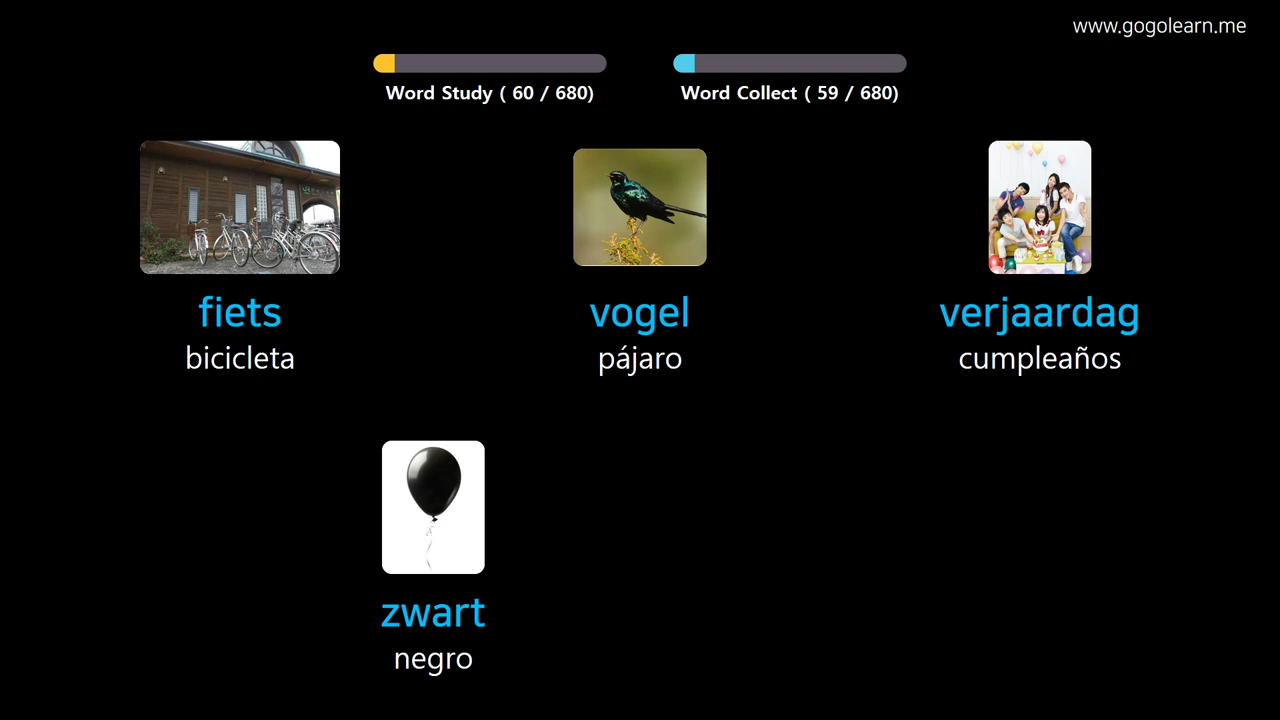 www.gogolearn.me
Word Study ( 60 / 680)
Word Collect ( 59 / 680)
fiets
bicicleta
vogel
pájaro
verjaardag
cumpleaños
zwart
negro